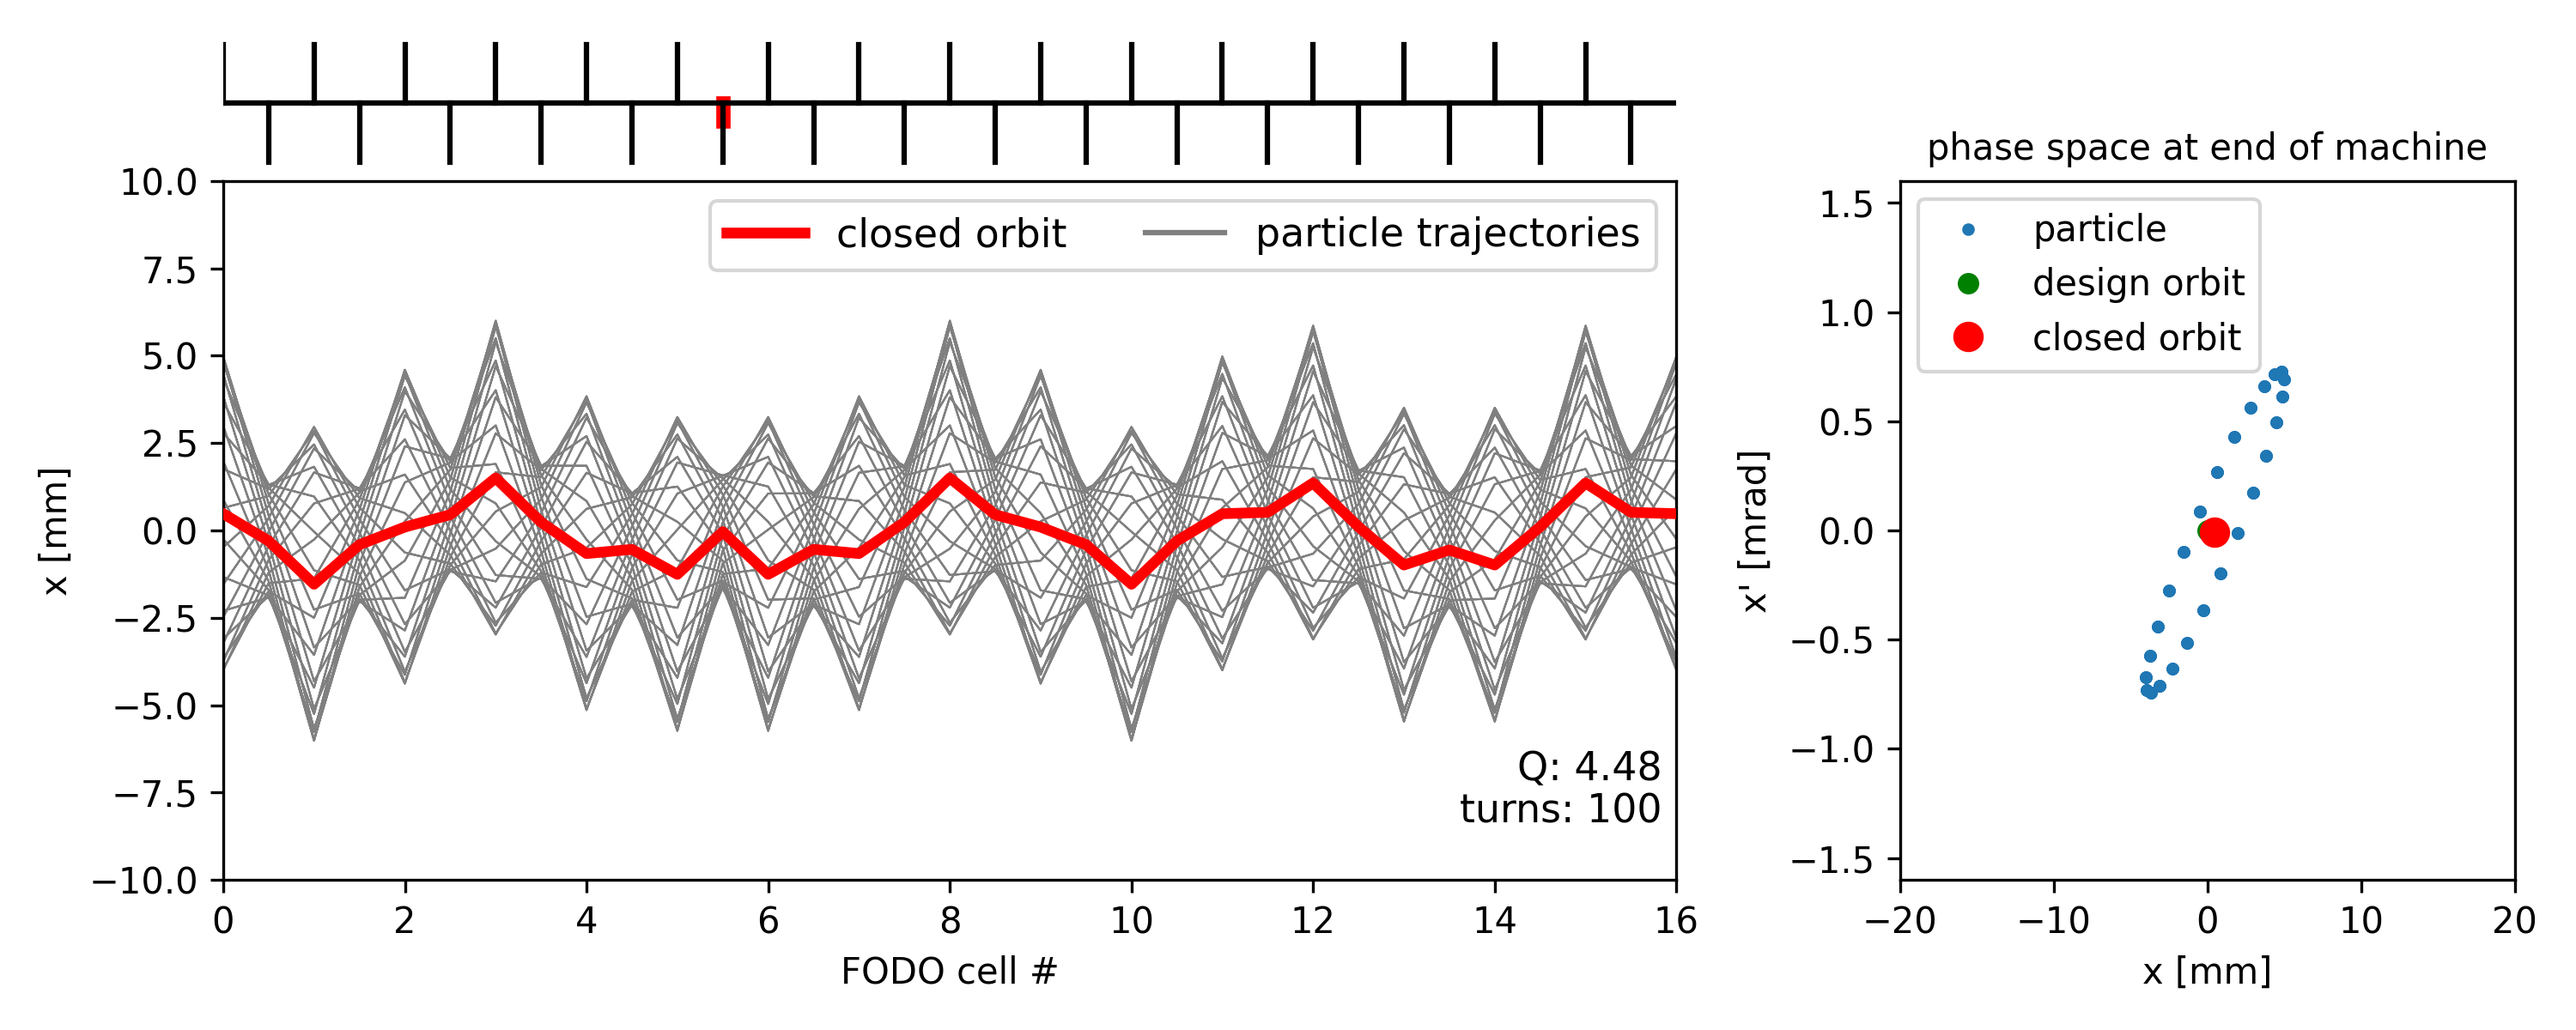 phase space at end of machine
10.0
7.5
5.0
2.5
0.0
−2.5
−5.0
−7.5
−10.0
x [mm]
closed orbit
particle trajectories
Q: 4.48
turns: 100
0 2 4 6 8 10 12 14 16
FODO cell #
1.5
1.0
0.5
0.0
−0.5
−1.0
−1.5
x' [mrad]
particle
design orbit
closed orbit
−20 −10 0 10 20
x [mm]